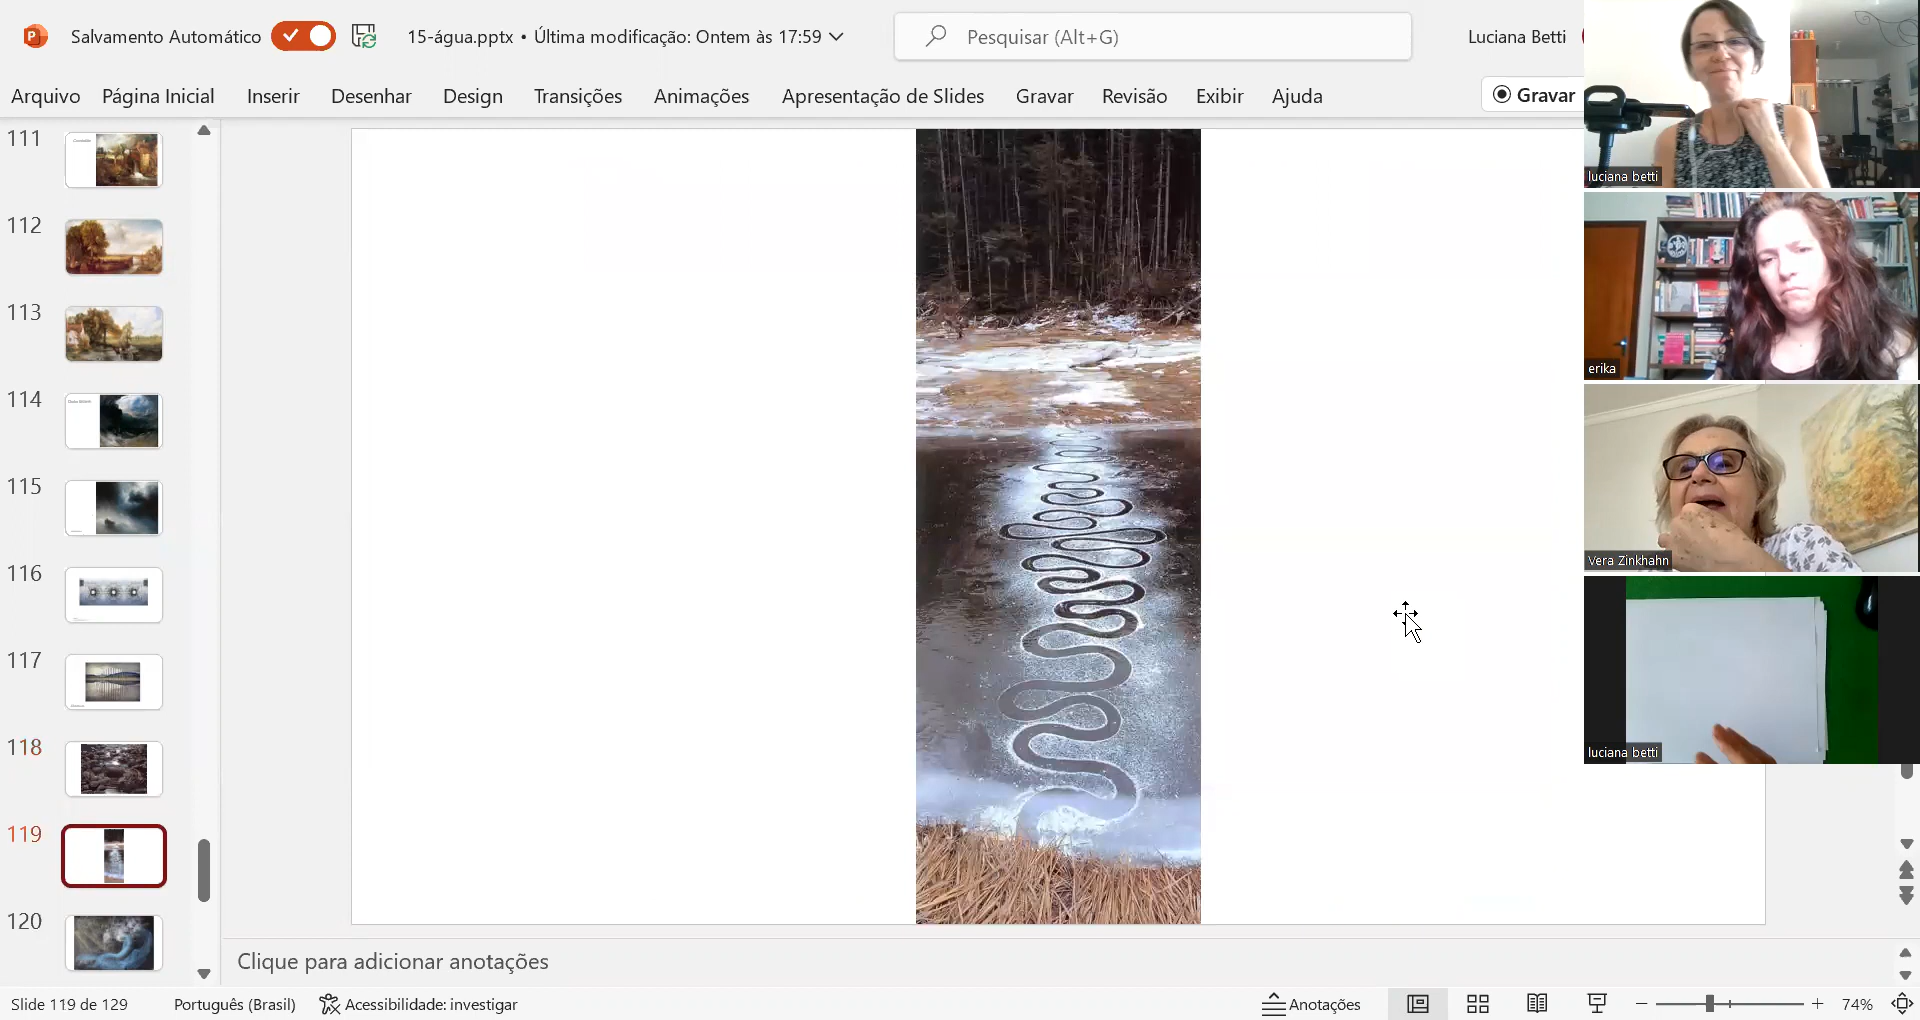 Salvamento Automático
15-água.pptx • Última modificação: Ontem às 17:59
Pesquisar (Alt+G)
Luciana Betti
Arquivo Página Inicial Inserir Desenhar Design Transições Animações Apresentação de Slides Gravar Revisão Exibir Ajuda
Gravar
luciana betti
erika
Vera Zinkhahn
luciana betti
111
112
113
114
115
116
117
118
119
120
Clique para adicionar anotações
Slide 119 de 129
Português (Brasil)
Acessibilidade: investigar
Anotações
74%